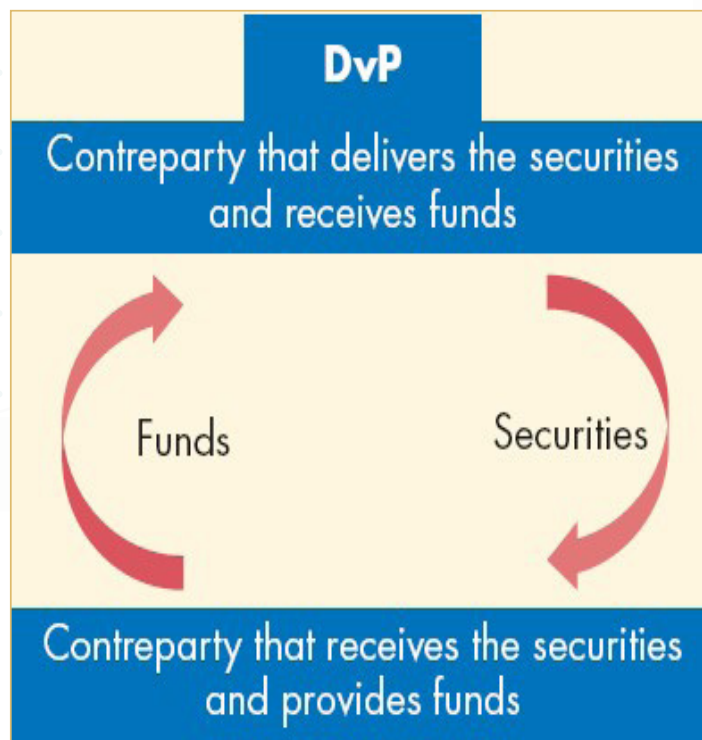 DvP
Contreparty that delivers the securities
and receives funds
Funds
Securities
Contreparty that receives the securities
and provides funds